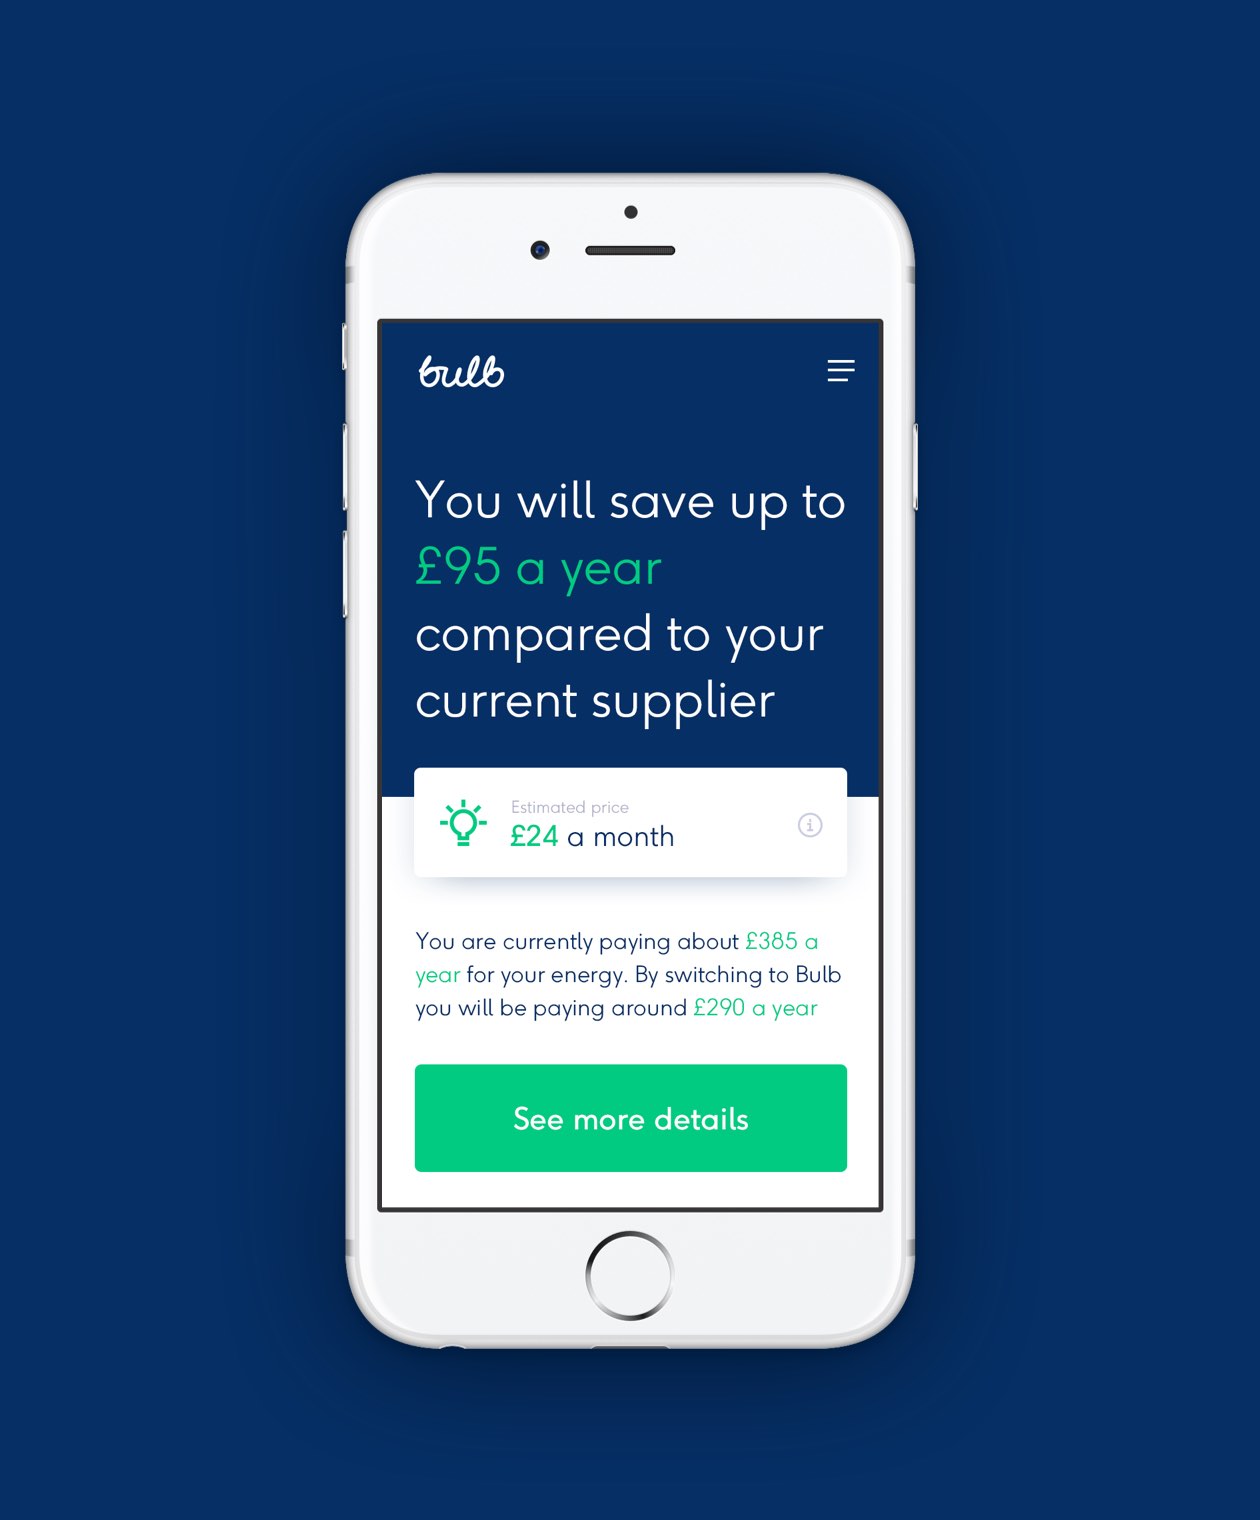 bulb
You will save up to
£95 a year
compared to your
current supplier
Estimated price
£24 a month
You are currently paying about £385 a
year for your energy. By switching to Bulb
you will be paying around £290 a year
See more details